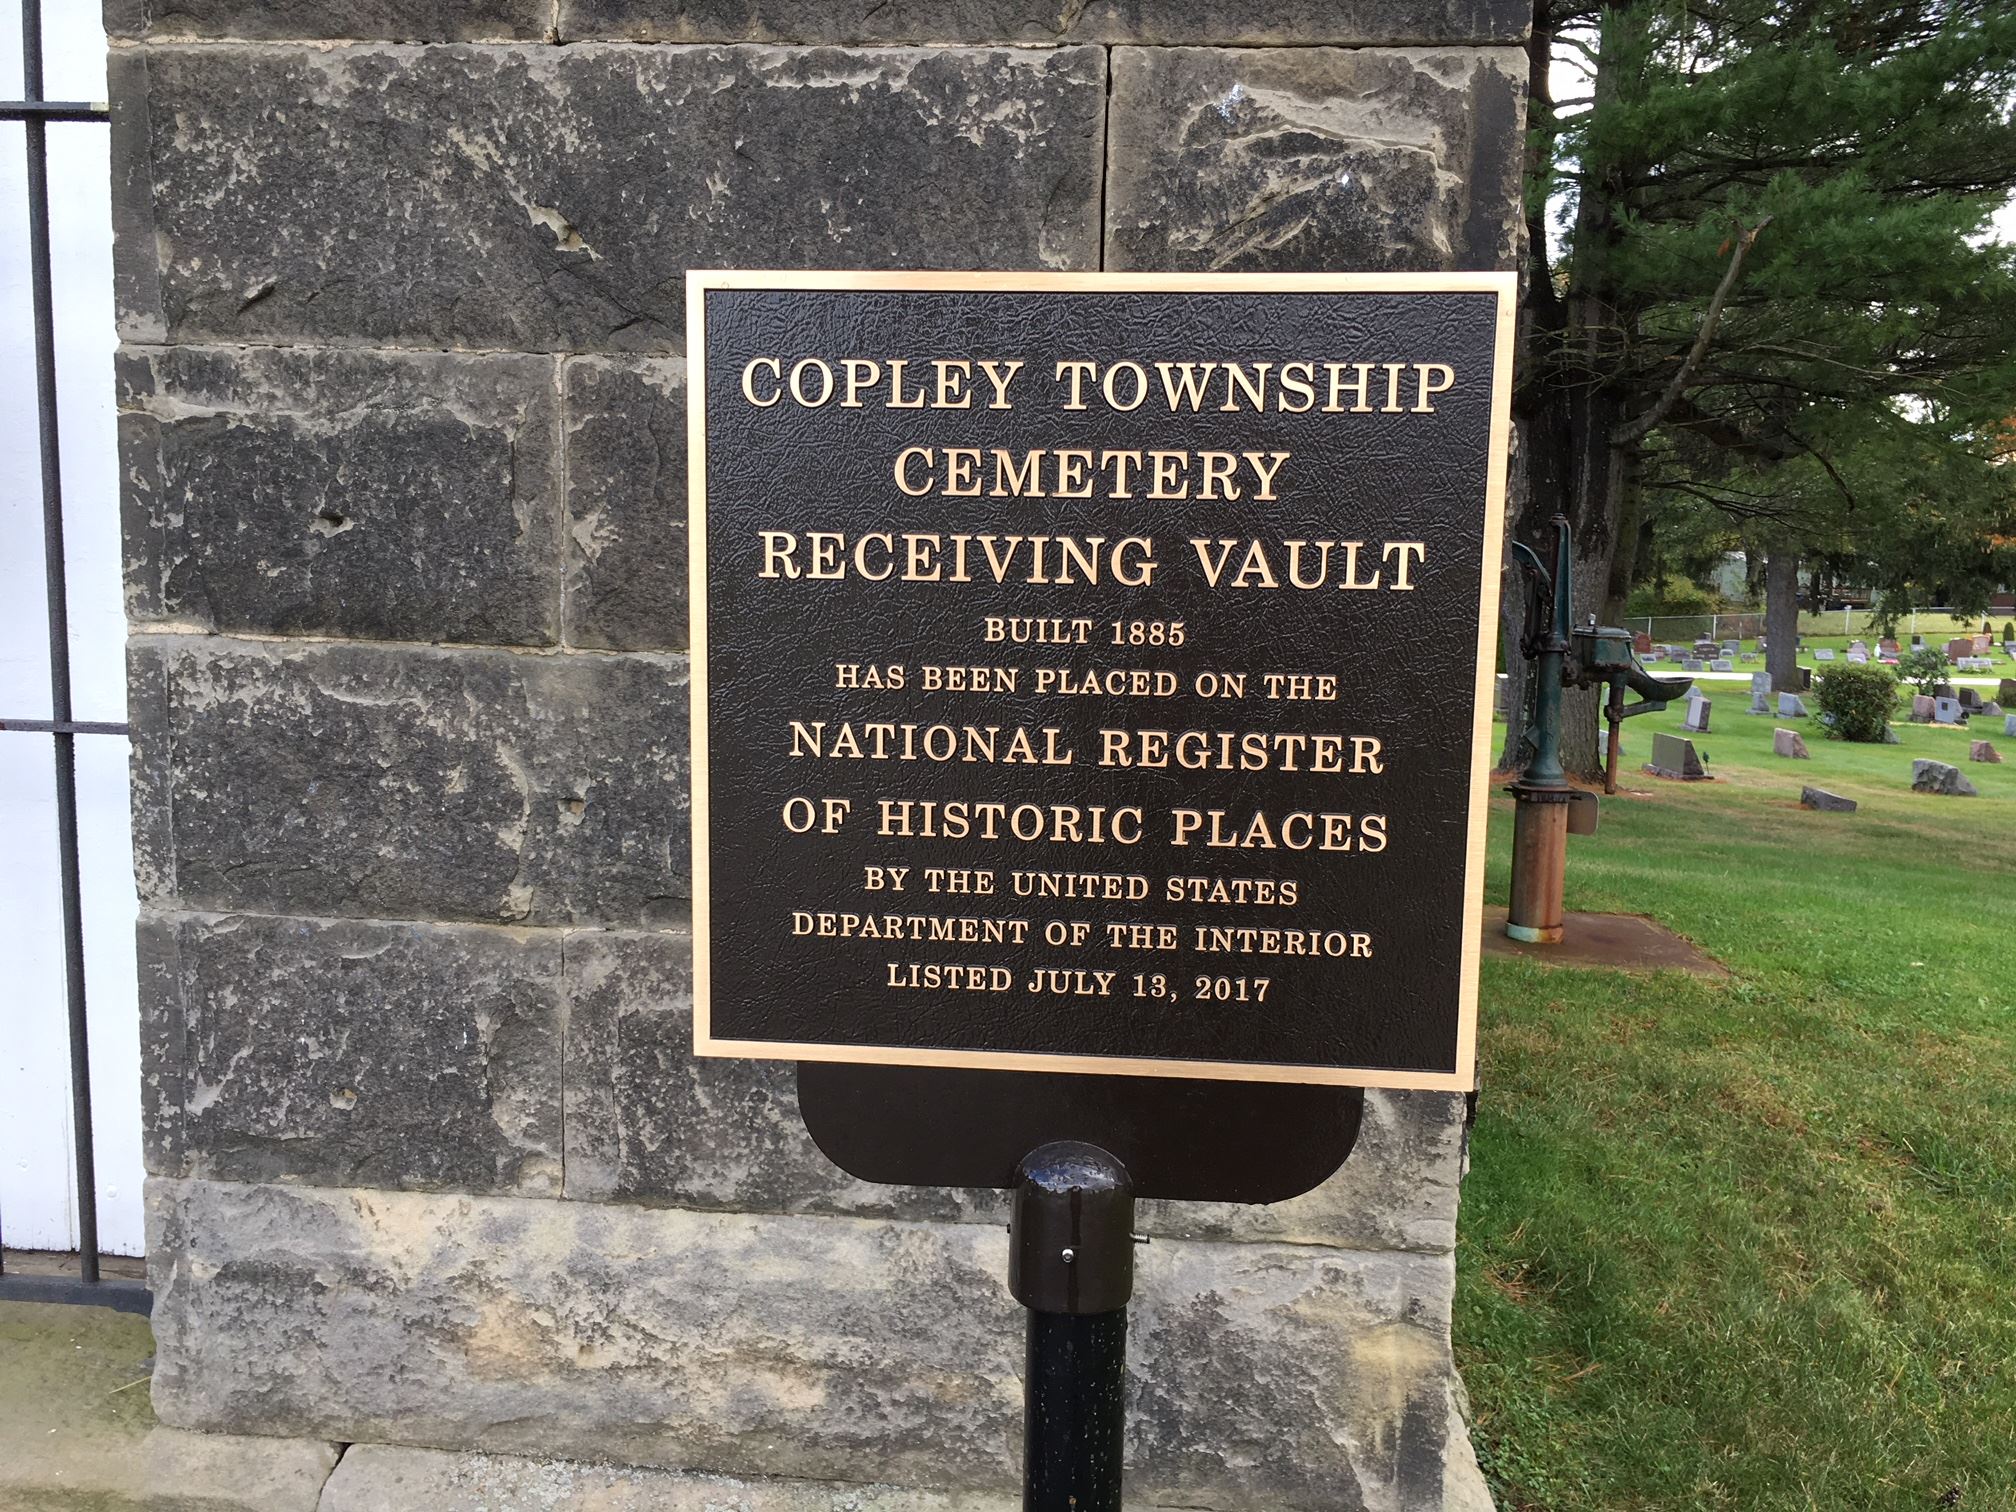 COPLEY TOWNSHIP
CEMETERY
RECEIVING VAULT
BUILT 1885
HAS BEEN PLACED ON THE
NATIONAL REGISTER
OF HISTORIC PLACES
BY THE UNITED STATES
DEPARTMENT OF THE INTERIOR
LISTED JULY 13, 2017